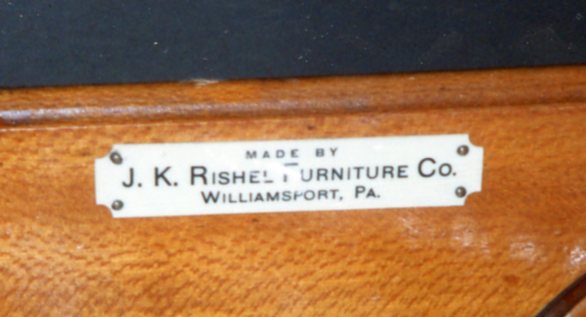 MADE BY
J. K. RISHEL FURNITURE CO.
WILLIAMSPORT, PA.